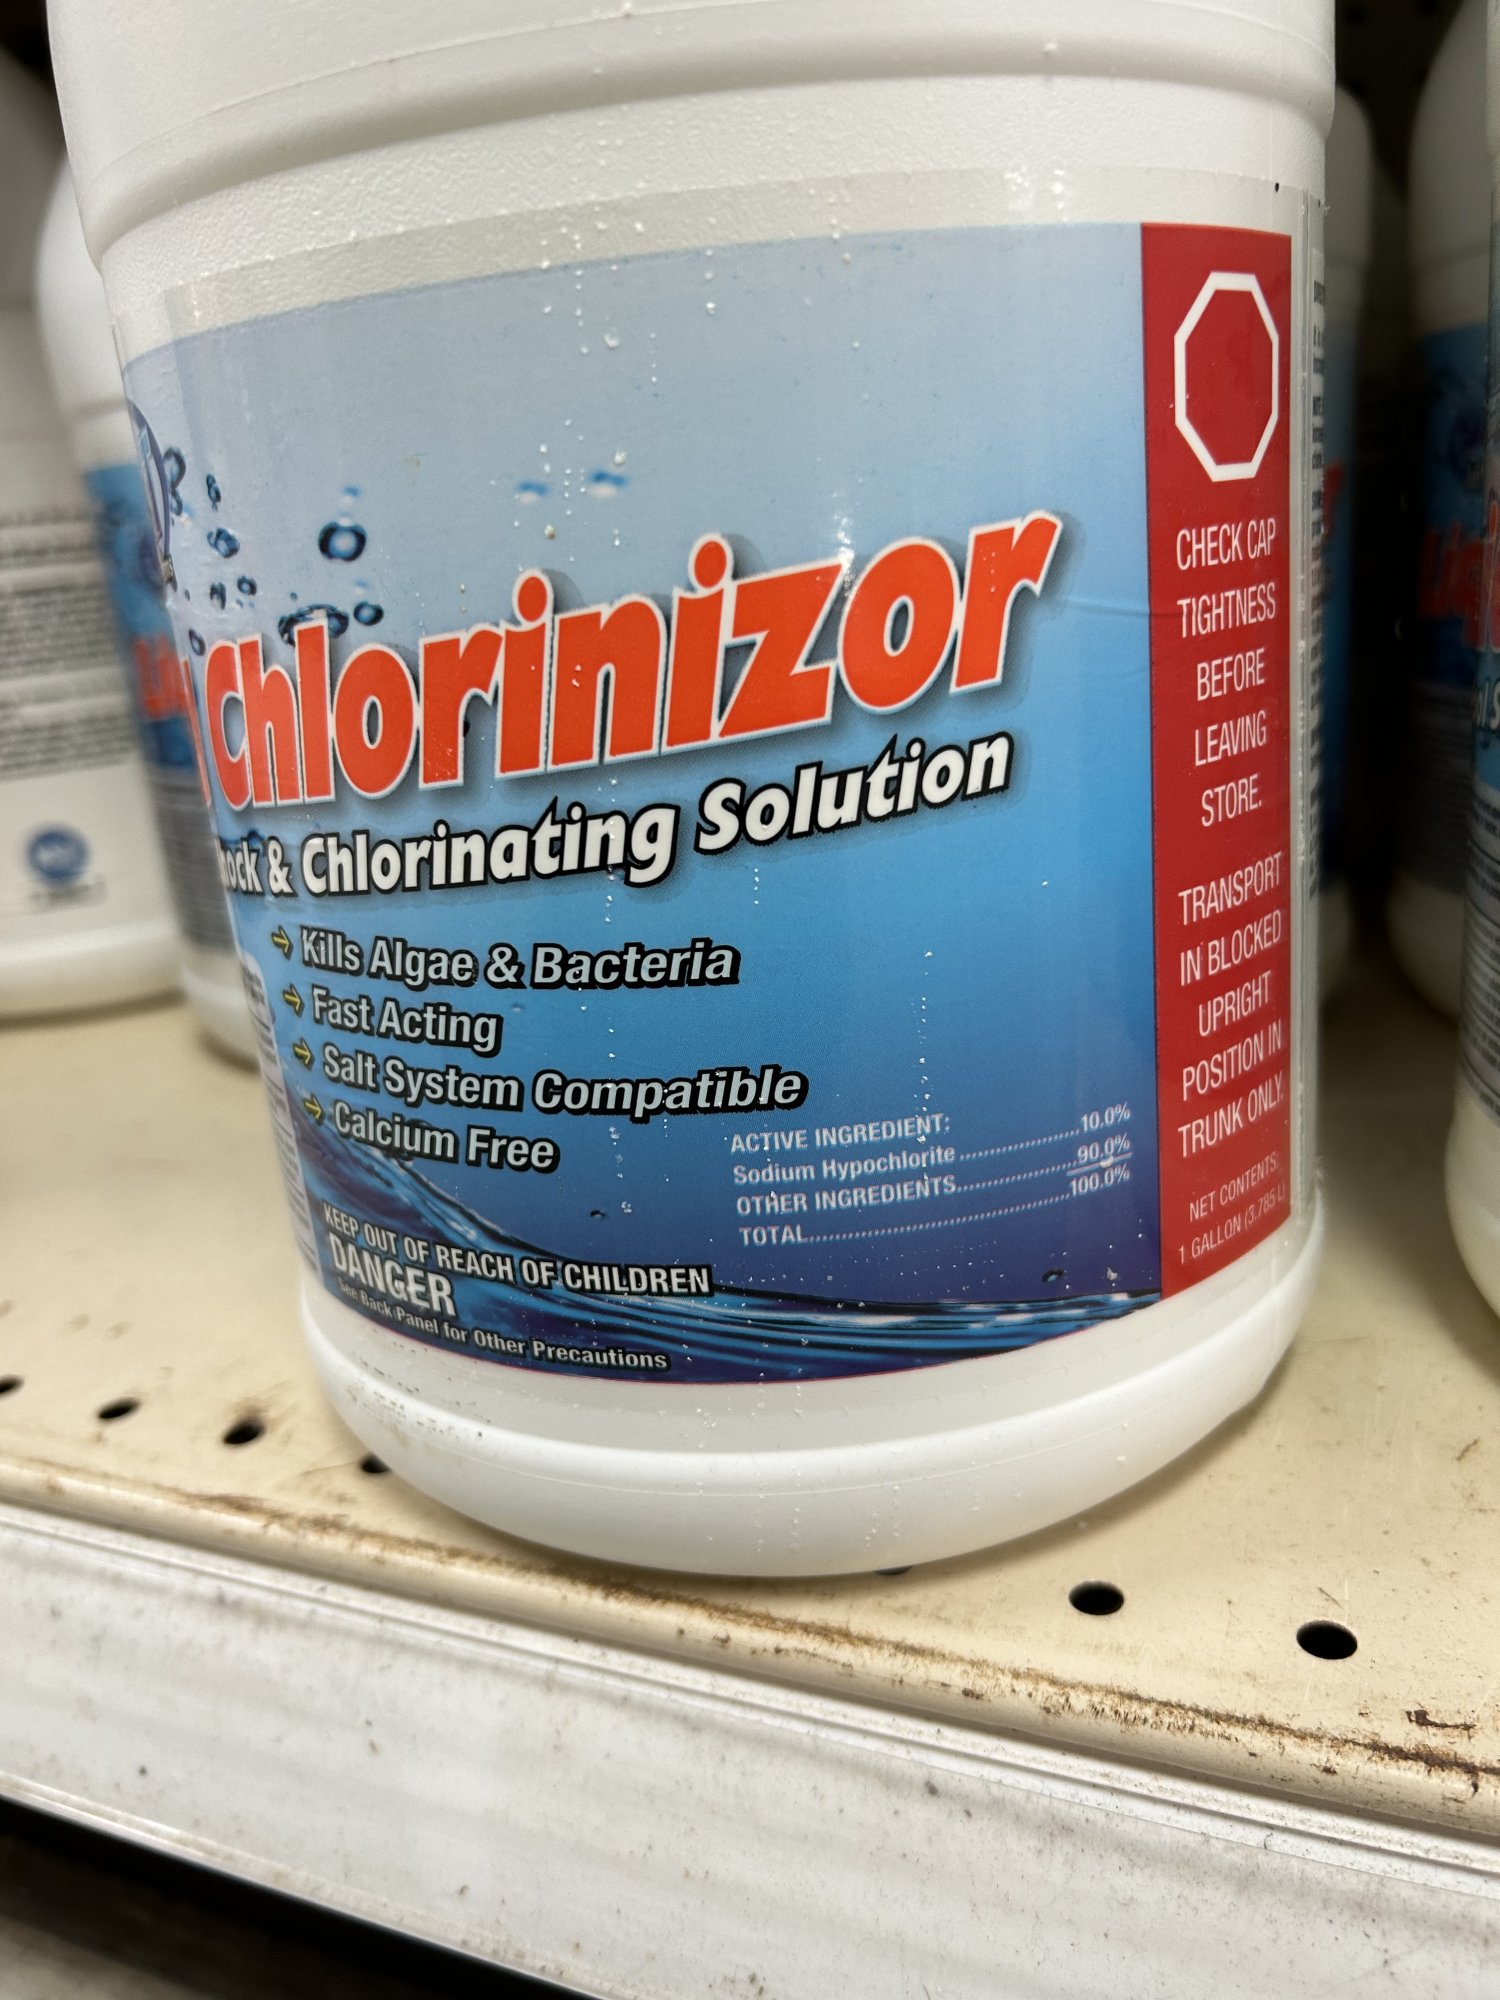 Chlorinizor
& Chlorinating Solution
Kills Algae & Bacteria
Fast Acting
Salt System Compatible
Calcium Free
ACTIVE INGREDIENT:
Sodium Hypochlorite ........................ 10.0%
OTHER INGREDIENTS........................ 90.0%
TOTAL........................ 100.0%
KEEP OUT OF REACH OF CHILDREN
DANGER
See Back Panel for Other Precautions
CHECK CAP
TIGHTNESS
BEFORE
LEAVING
STORE.
TRANSPORT
IN BLOCKED
UPRIGHT
POSITION IN
TRUNK ONLY.
NET CONTENTS:
1 GALLON (3.785 L)